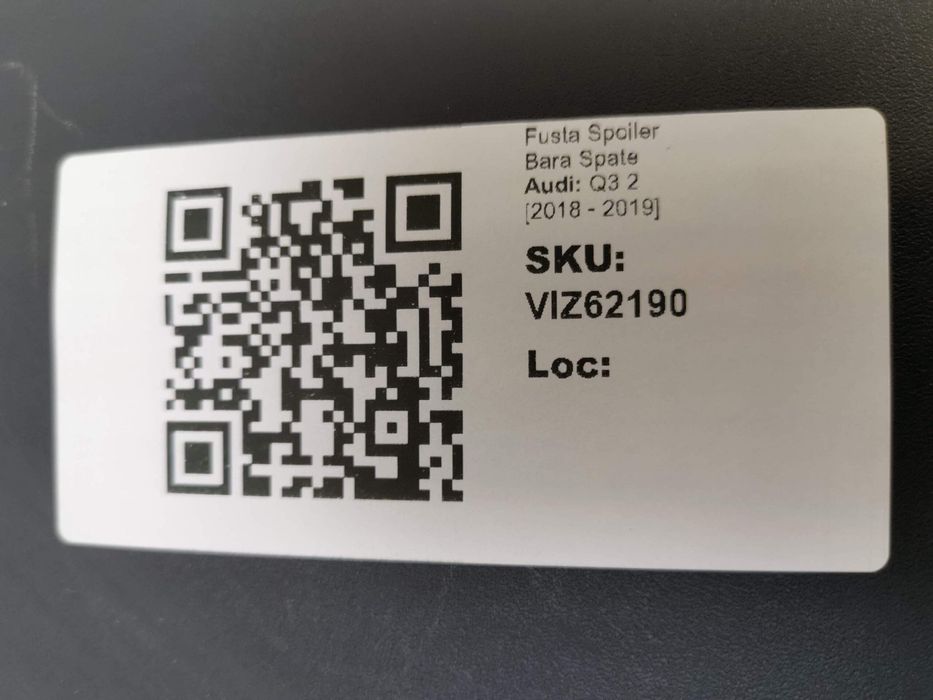 Fusta Spoiler
Bara Spate
Audi: Q3 2
[2018 - 2019]
SKU:
VIZ62190
Loc: